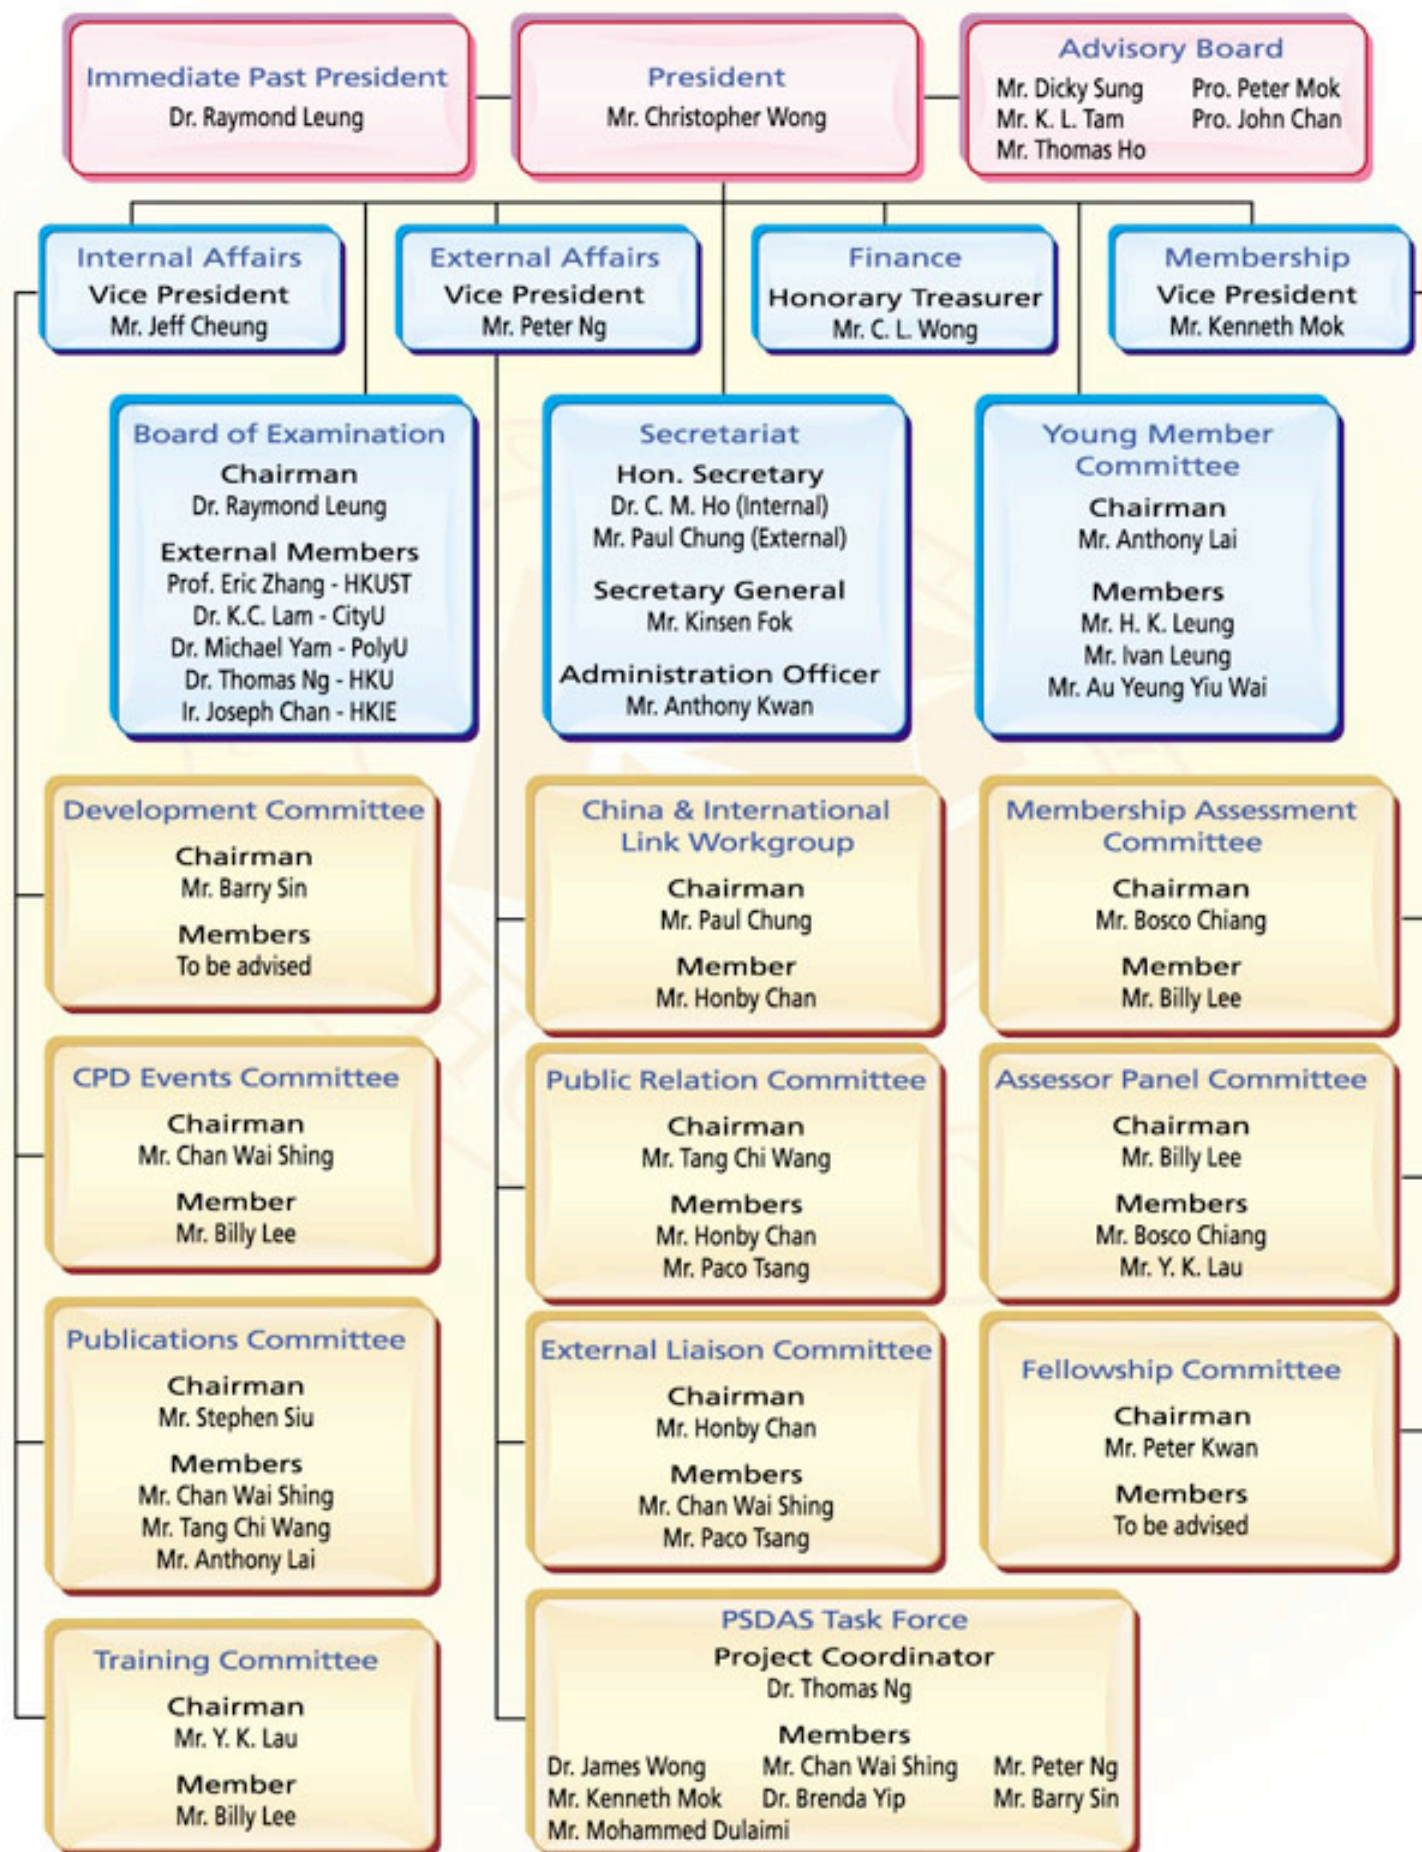 Immediate Past President
Dr. Raymond Leung
President
Mr. Christopher Wong
Advisory Board
Mr. Dicky Sung Pro. Peter Mok
Mr. K. L. Tam Pro. John Chan
Mr. Thomas Ho
Internal Affairs
Vice President
Mr. Jeff Cheung
External Affairs
Vice President
Mr. Peter Ng
Finance
Honorary Treasurer
Mr. C. L. Wong
Membership
Vice President
Mr. Kenneth Mok
Board of Examination
Chairman
Dr. Raymond Leung
External Members
Prof. Eric Zhang - HKUST
Dr. K.C. Lam - CityU
Dr. Michael Yam - PolyU
Dr. Thomas Ng - HKU
Ir. Joseph Chan - HKIE
Secretariat
Hon. Secretary
Dr. C. M. Ho (Internal)
Mr. Paul Chung (External)
Secretary General
Mr. Kinsen Fok
Administration Officer
Mr. Anthony Kwan
Young Member
Committee
Chairman
Mr. Anthony Lai
Members
Mr. H. K. Leung
Mr. Ivan Leung
Mr. Au Yeung Yiu Wai
Development Committee
Chairman
Mr. Barry Sin
Members
To be advised
China & International
Link Workgroup
Chairman
Mr. Paul Chung
Member
Mr. Honby Chan
Membership Assessment
Committee
Chairman
Mr. Bosco Chiang
Member
Mr. Billy Lee
CPD Events Committee
Chairman
Mr. Chan Wai Shing
Member
Mr. Billy Lee
Public Relation Committee
Chairman
Mr. Tang Chi Wang
Members
Mr. Honby Chan
Mr. Paco Tsang
Assessor Panel Committee
Chairman
Mr. Billy Lee
Members
Mr. Bosco Chiang
Mr. Y. K. Lau
Publications Committee
Chairman
Mr. Stephen Siu
Members
Mr. Chan Wai Shing
Mr. Tang Chi Wang
Mr. Anthony Lai
External Liaison Committee
Chairman
Mr. Honby Chan
Members
Mr. Chan Wai Shing
Mr. Paco Tsang
Fellowship Committee
Chairman
Mr. Peter Kwan
Members
To be advised
Training Committee
Chairman
Mr. Y. K. Lau
Member
Mr. Billy Lee
PSDAS Task Force
Project Coordinator
Dr. Thomas Ng
Members
Dr. James Wong Mr. Chan Wai Shing Mr. Peter Ng
Mr. Kenneth Mok Dr. Brenda Yip Mr. Barry Sin
Mr. Mohammed Dulaimi